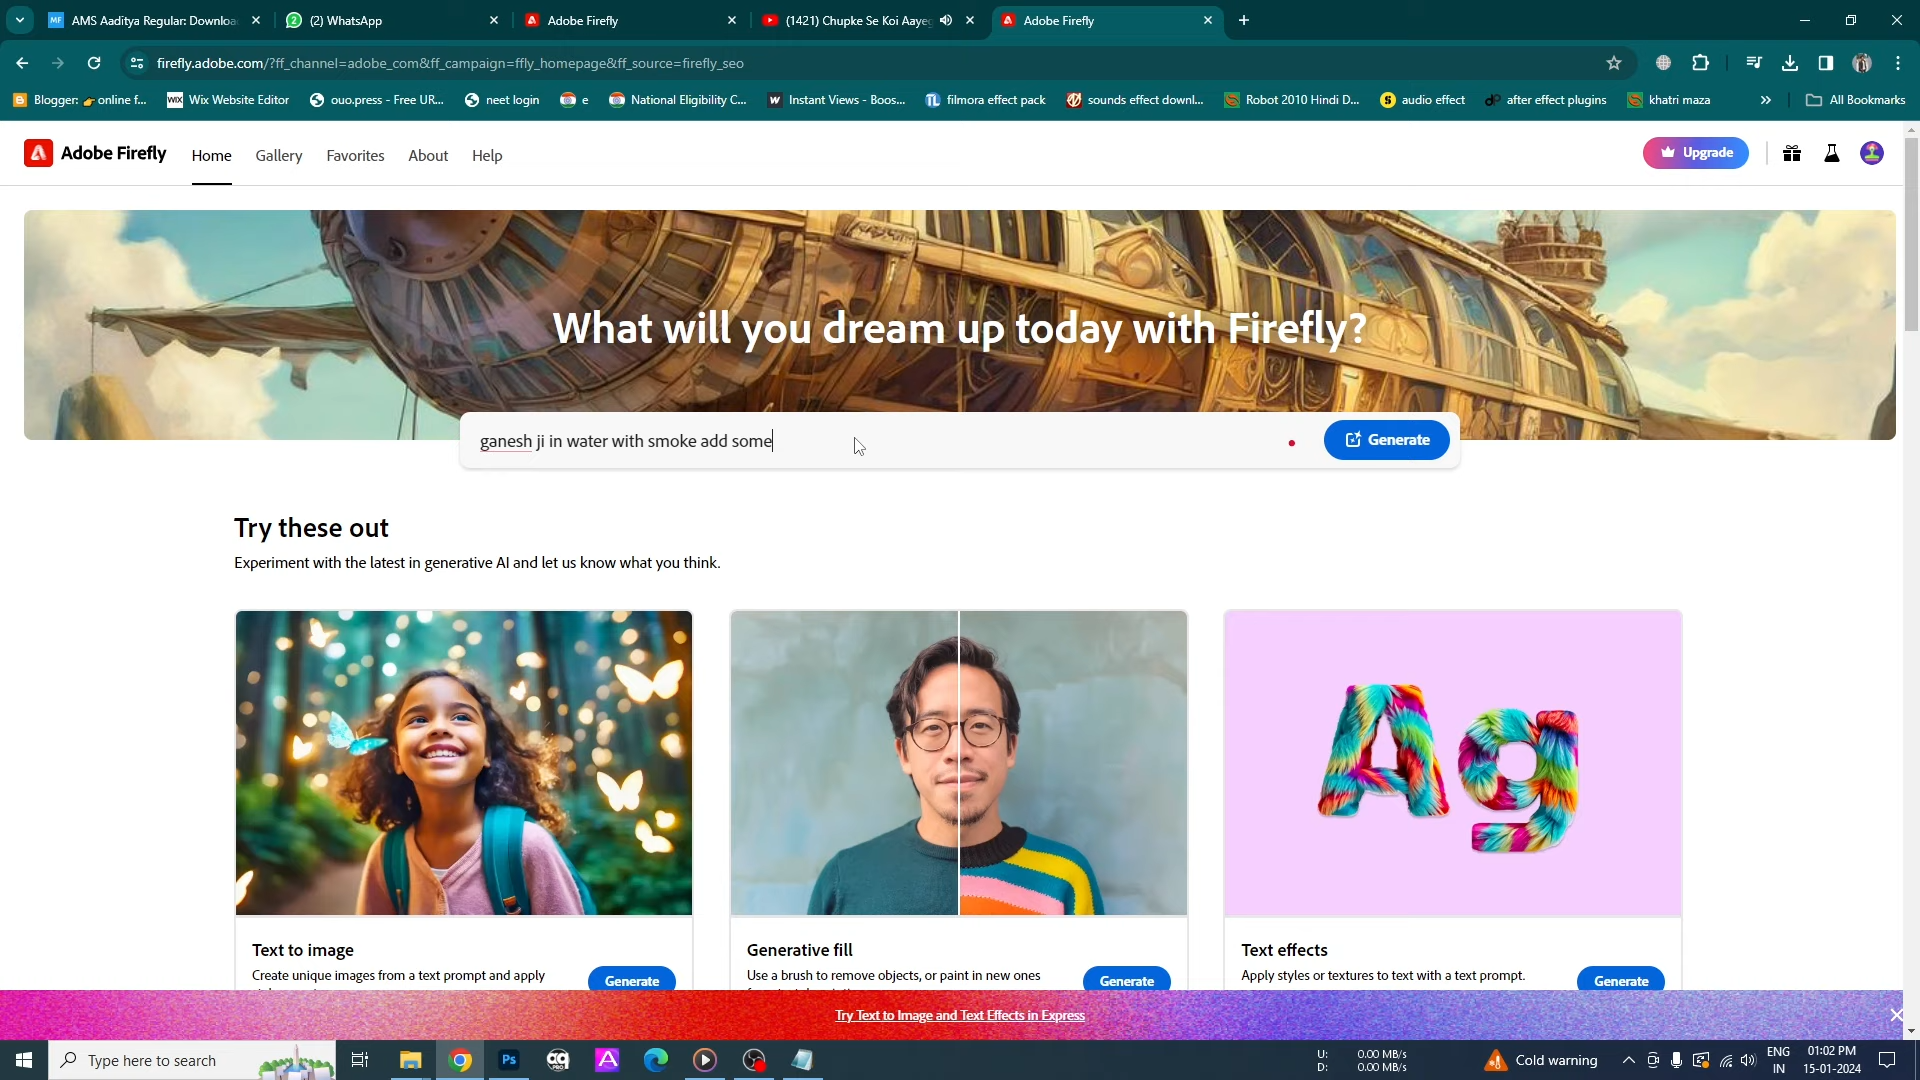 AMS Aaditya Regular: Downloa
(2) WhatsApp
Adobe Firefly
(1421) Chupke Se Koi Aayeg
Adobe Firefly
firefly.adobe.com/?ff_channel=adobe_com&ff_campaign=ffly_homepage&ff_source=firefly_seo
Blogger: 👉online f...
Wix Website Editor
ouo.press - Free UR...
neet login
e
National Eligibility C...
Instant Views - Boos...
filmora effect pack
sounds effect downl...
Robot 2010 Hindi D...
audio effect
after effect plugins
khatri maza
All Bookmarks
Adobe Firefly
Home
Gallery
Favorites
About
Help
Upgrade
What will you dream up today with Firefly?
ganesh ji in water with smoke add some
Generate
Try these out
Experiment with the latest in generative AI and let us know what you think.
Ag
Text to image
Create unique images from a text prompt and apply
Generate
Generative fill
Use a brush to remove objects, or paint in new ones
Generate
Text effects
Apply styles or textures to text with a text prompt.
Generate
Try Text to Image and Text Effects in Express
Type here to search
U: 0.00 MB/s
D: 0.00 MB/s
Cold warning
ENG
IN
01:02 PM
15-01-2024